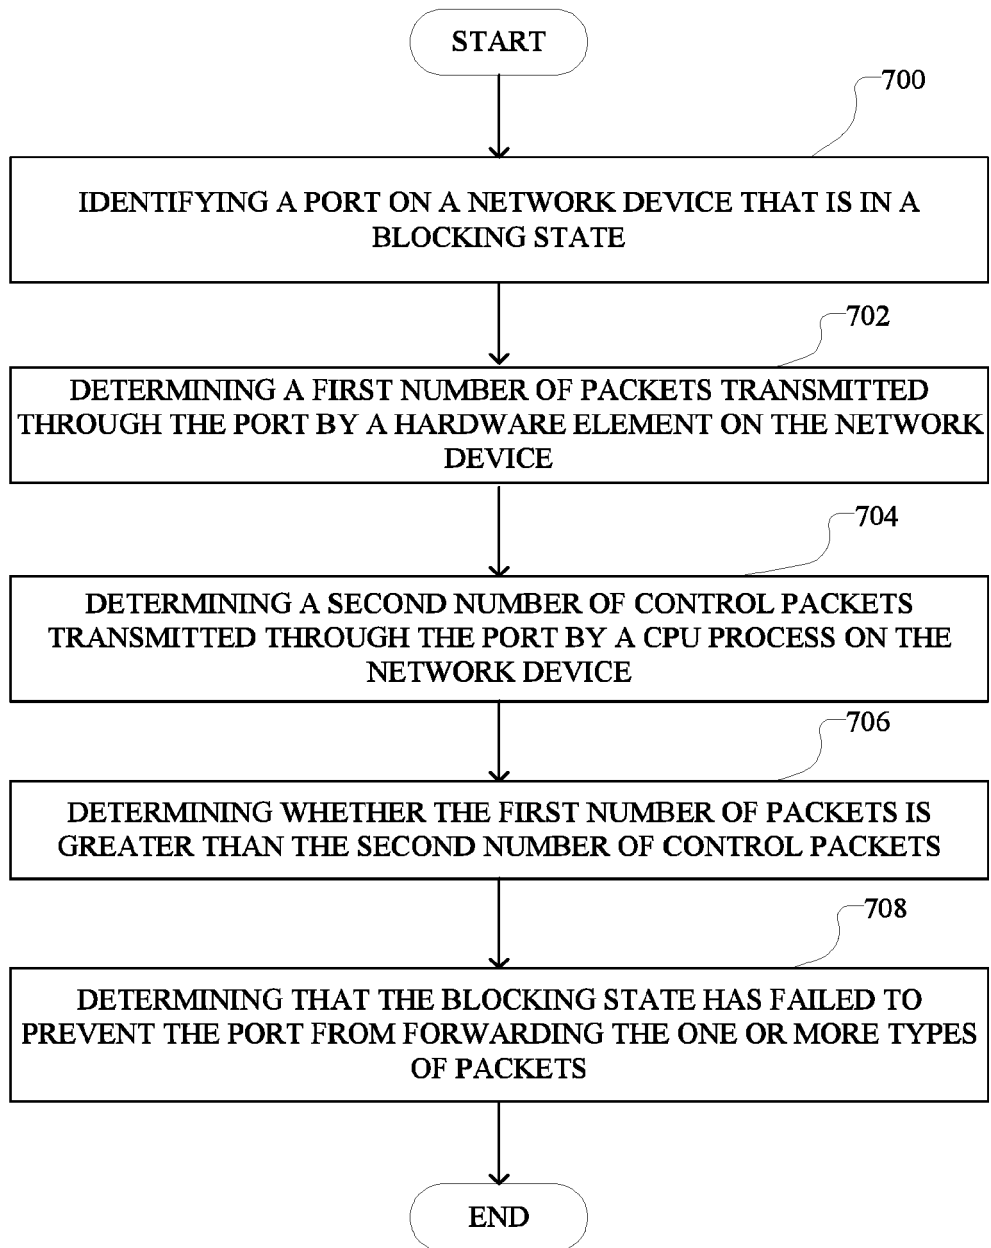 START
700
IDENTIFYING A PORT ON A NETWORK DEVICE THAT IS IN A
BLOCKING STATE
702
DETERMINING A FIRST NUMBER OF PACKETS TRANSMITTED
THROUGH THE PORT BY A HARDWARE ELEMENT ON THE NETWORK
DEVICE
704
DETERMINING A SECOND NUMBER OF CONTROL PACKETS
TRANSMITTED THROUGH THE PORT BY A CPU PROCESS ON THE
NETWORK DEVICE
706
DETERMINING WHETHER THE FIRST NUMBER OF PACKETS IS
GREATER THAN THE SECOND NUMBER OF CONTROL PACKETS
708
DETERMINING THAT THE BLOCKING STATE HAS FAILED TO
PREVENT THE PORT FROM FORWARDING THE ONE OR MORE TYPES
OF PACKETS
END